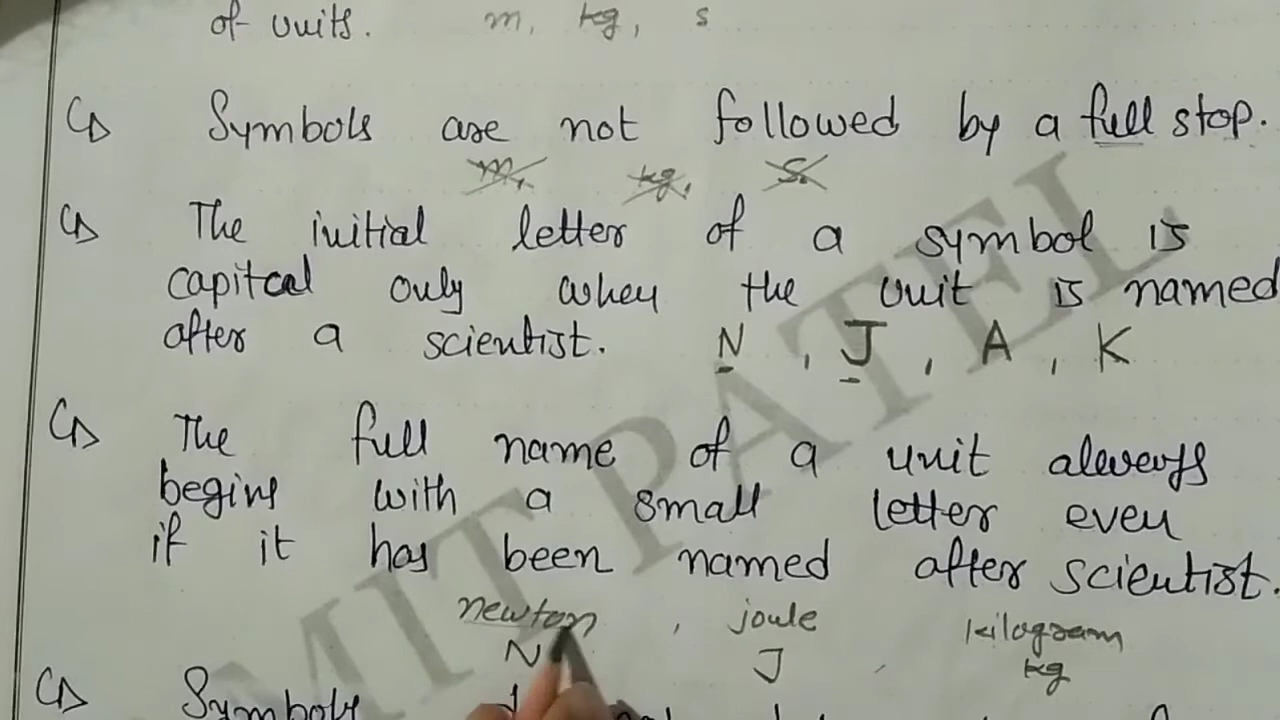 of units. m, kg, s
Symbols are not followed by a full stop.
m. kg. s.
The initial letter of a symbol is
capital only when the unit is named
after a scientist. N, J, A, K
The full name of a unit always
begins with a small letter even
if it has been named after scientist.
newton, joule kilogram
N J kg
Symbols
MIT PATEL